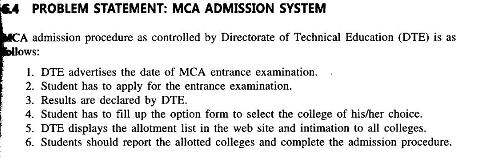 6.4 PROBLEM STATEMENT: MCA ADMISSION SYSTEM
MCA admission procedure as controlled by Directorate of Technical Education (DTE) is as
follows:
1. DTE advertises the date of MCA entrance examination.
2. Student has to apply for the entrance examination.
3. Results are declared by DTE.
4. Student has to fill up the option form to select the college of his/her choice.
5. DTE displays the allotment list in the web site and intimation to all colleges.
6. Students should report the allotted colleges and complete the admission procedure.